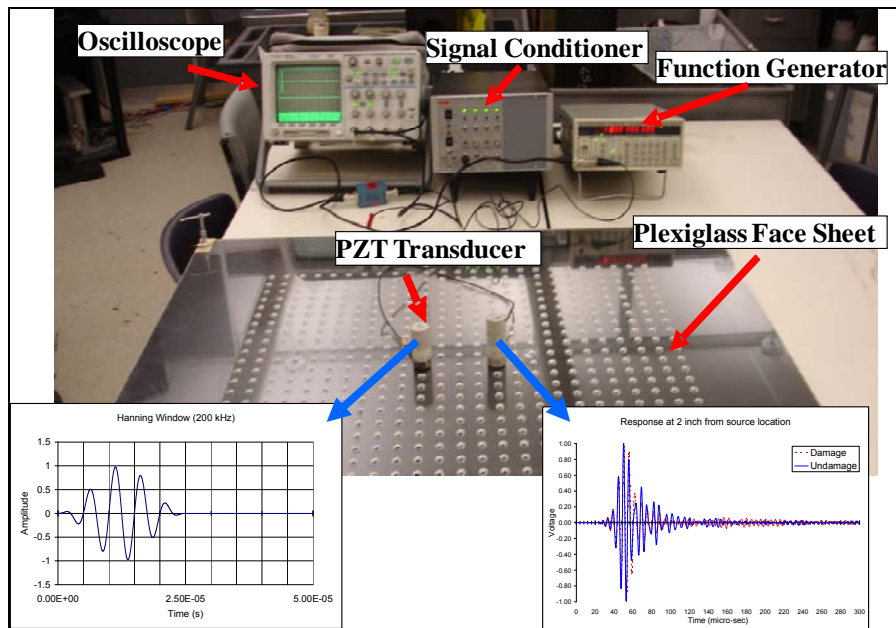 Oscilloscope
Signal Conditioner
Function Generator
PZT Transducer
Plexiglass Face Sheet
Hanning Window (200 kHz)
1.5
1
0.5
0
-0.5
-1
-1.5
Amplitude
0.00E+00 2.50E-05 5.00E-05
Time (s)
Response at 2 inch from source location
Damage
Undamage
1.00
0.80
0.60
0.40
0.20
0.00
-0.20
-0.40
-0.60
-0.80
-1.00
Voltage
0 20 40 60 80 100 120 140 160 180 200 220 240 260 280 300
Time (micro-sec)